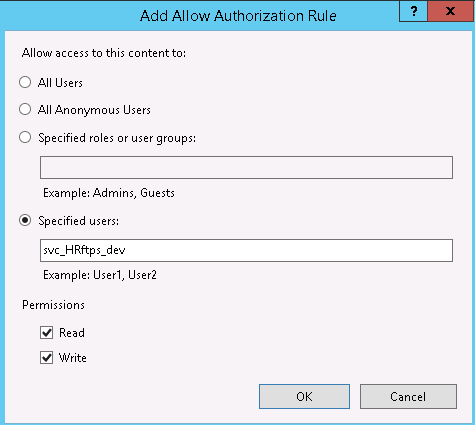 Add Allow Authorization Rule
? x
Allow access to this content to:
All Users
All Anonymous Users
Specified roles or user groups:
Example: Admins, Guests
Specified users:
svc_HRftps_dev
Example: User1, User2
Permissions
Read
Write
OK Cancel